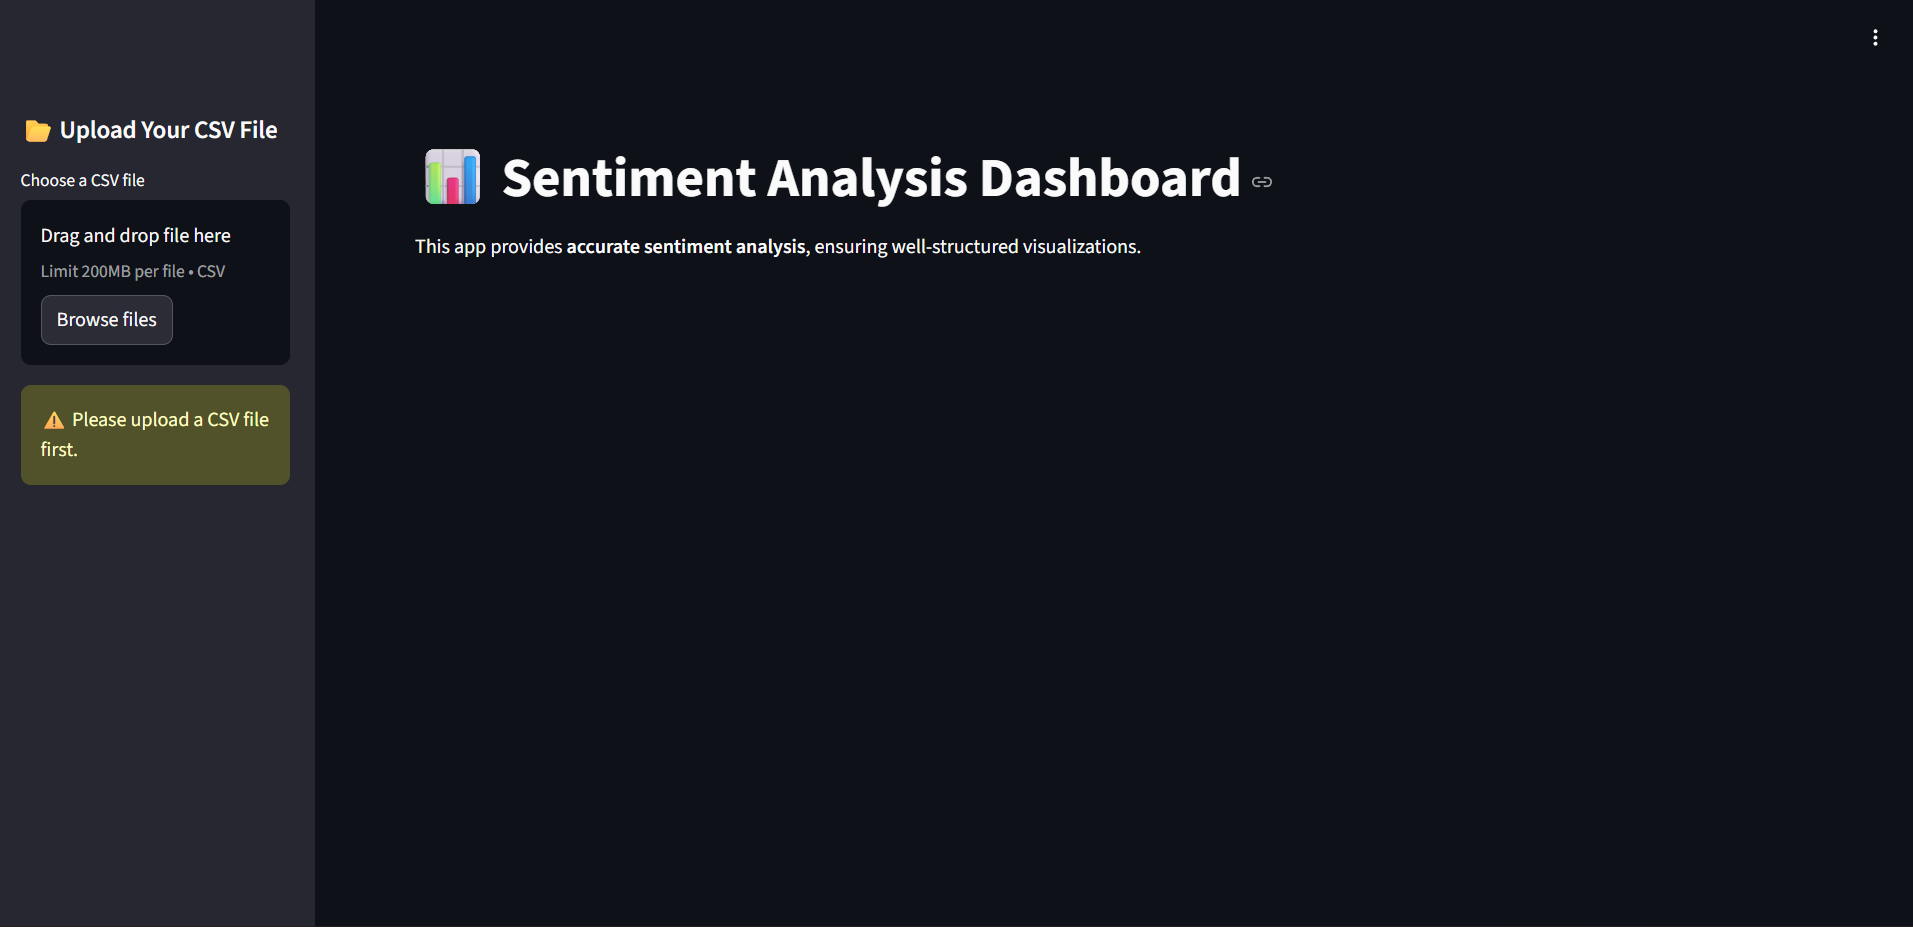 📂 Upload Your CSV File
Choose a CSV file
Drag and drop file here
Limit 200MB per file • CSV
Browse files
⚠️ Please upload a CSV file
first.
📊 Sentiment Analysis Dashboard
This app provides accurate sentiment analysis, ensuring well-structured visualizations.